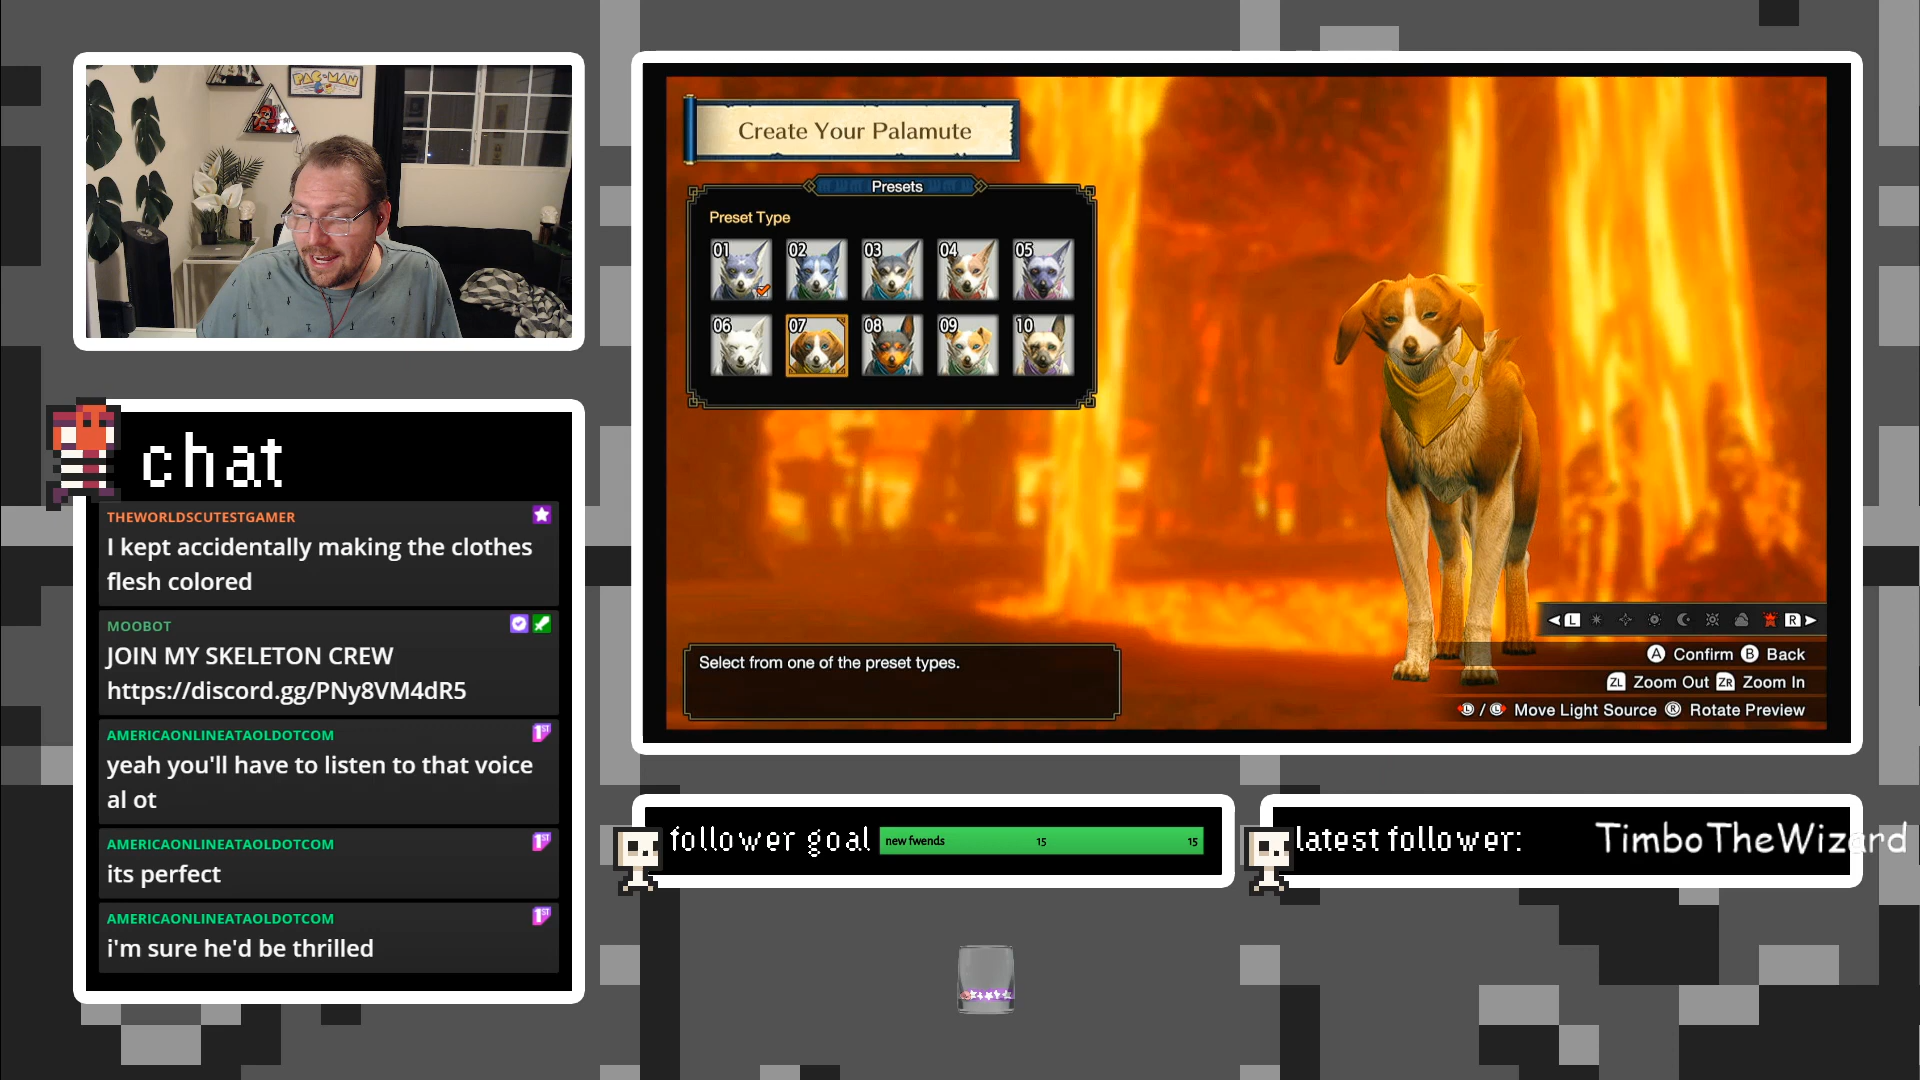 PAC-MAN
Create Your Palamute
Presets
Preset Type
01 02 03 04 05
06 07 08 09 10
Select from one of the preset types.
L R
A Confirm B Back
ZL Zoom Out ZR Zoom In
L / L Move Light Source R Rotate Preview
chat
THEWORLDSCUTESTGAMER
I kept accidentally making the clothes
flesh colored
MOOBOT
JOIN MY SKELETON CREW
https://discord.gg/PNy8VM4dR5
AMERICAONLINEATAOLDOTCOM
yeah you'll have to listen to that voice
al ot
AMERICAONLINEATAOLDOTCOM
its perfect
AMERICAONLINEATAOLDOTCOM
i'm sure he'd be thrilled
follower goal new fwends 15 15
latest follower: TimboTheWizard